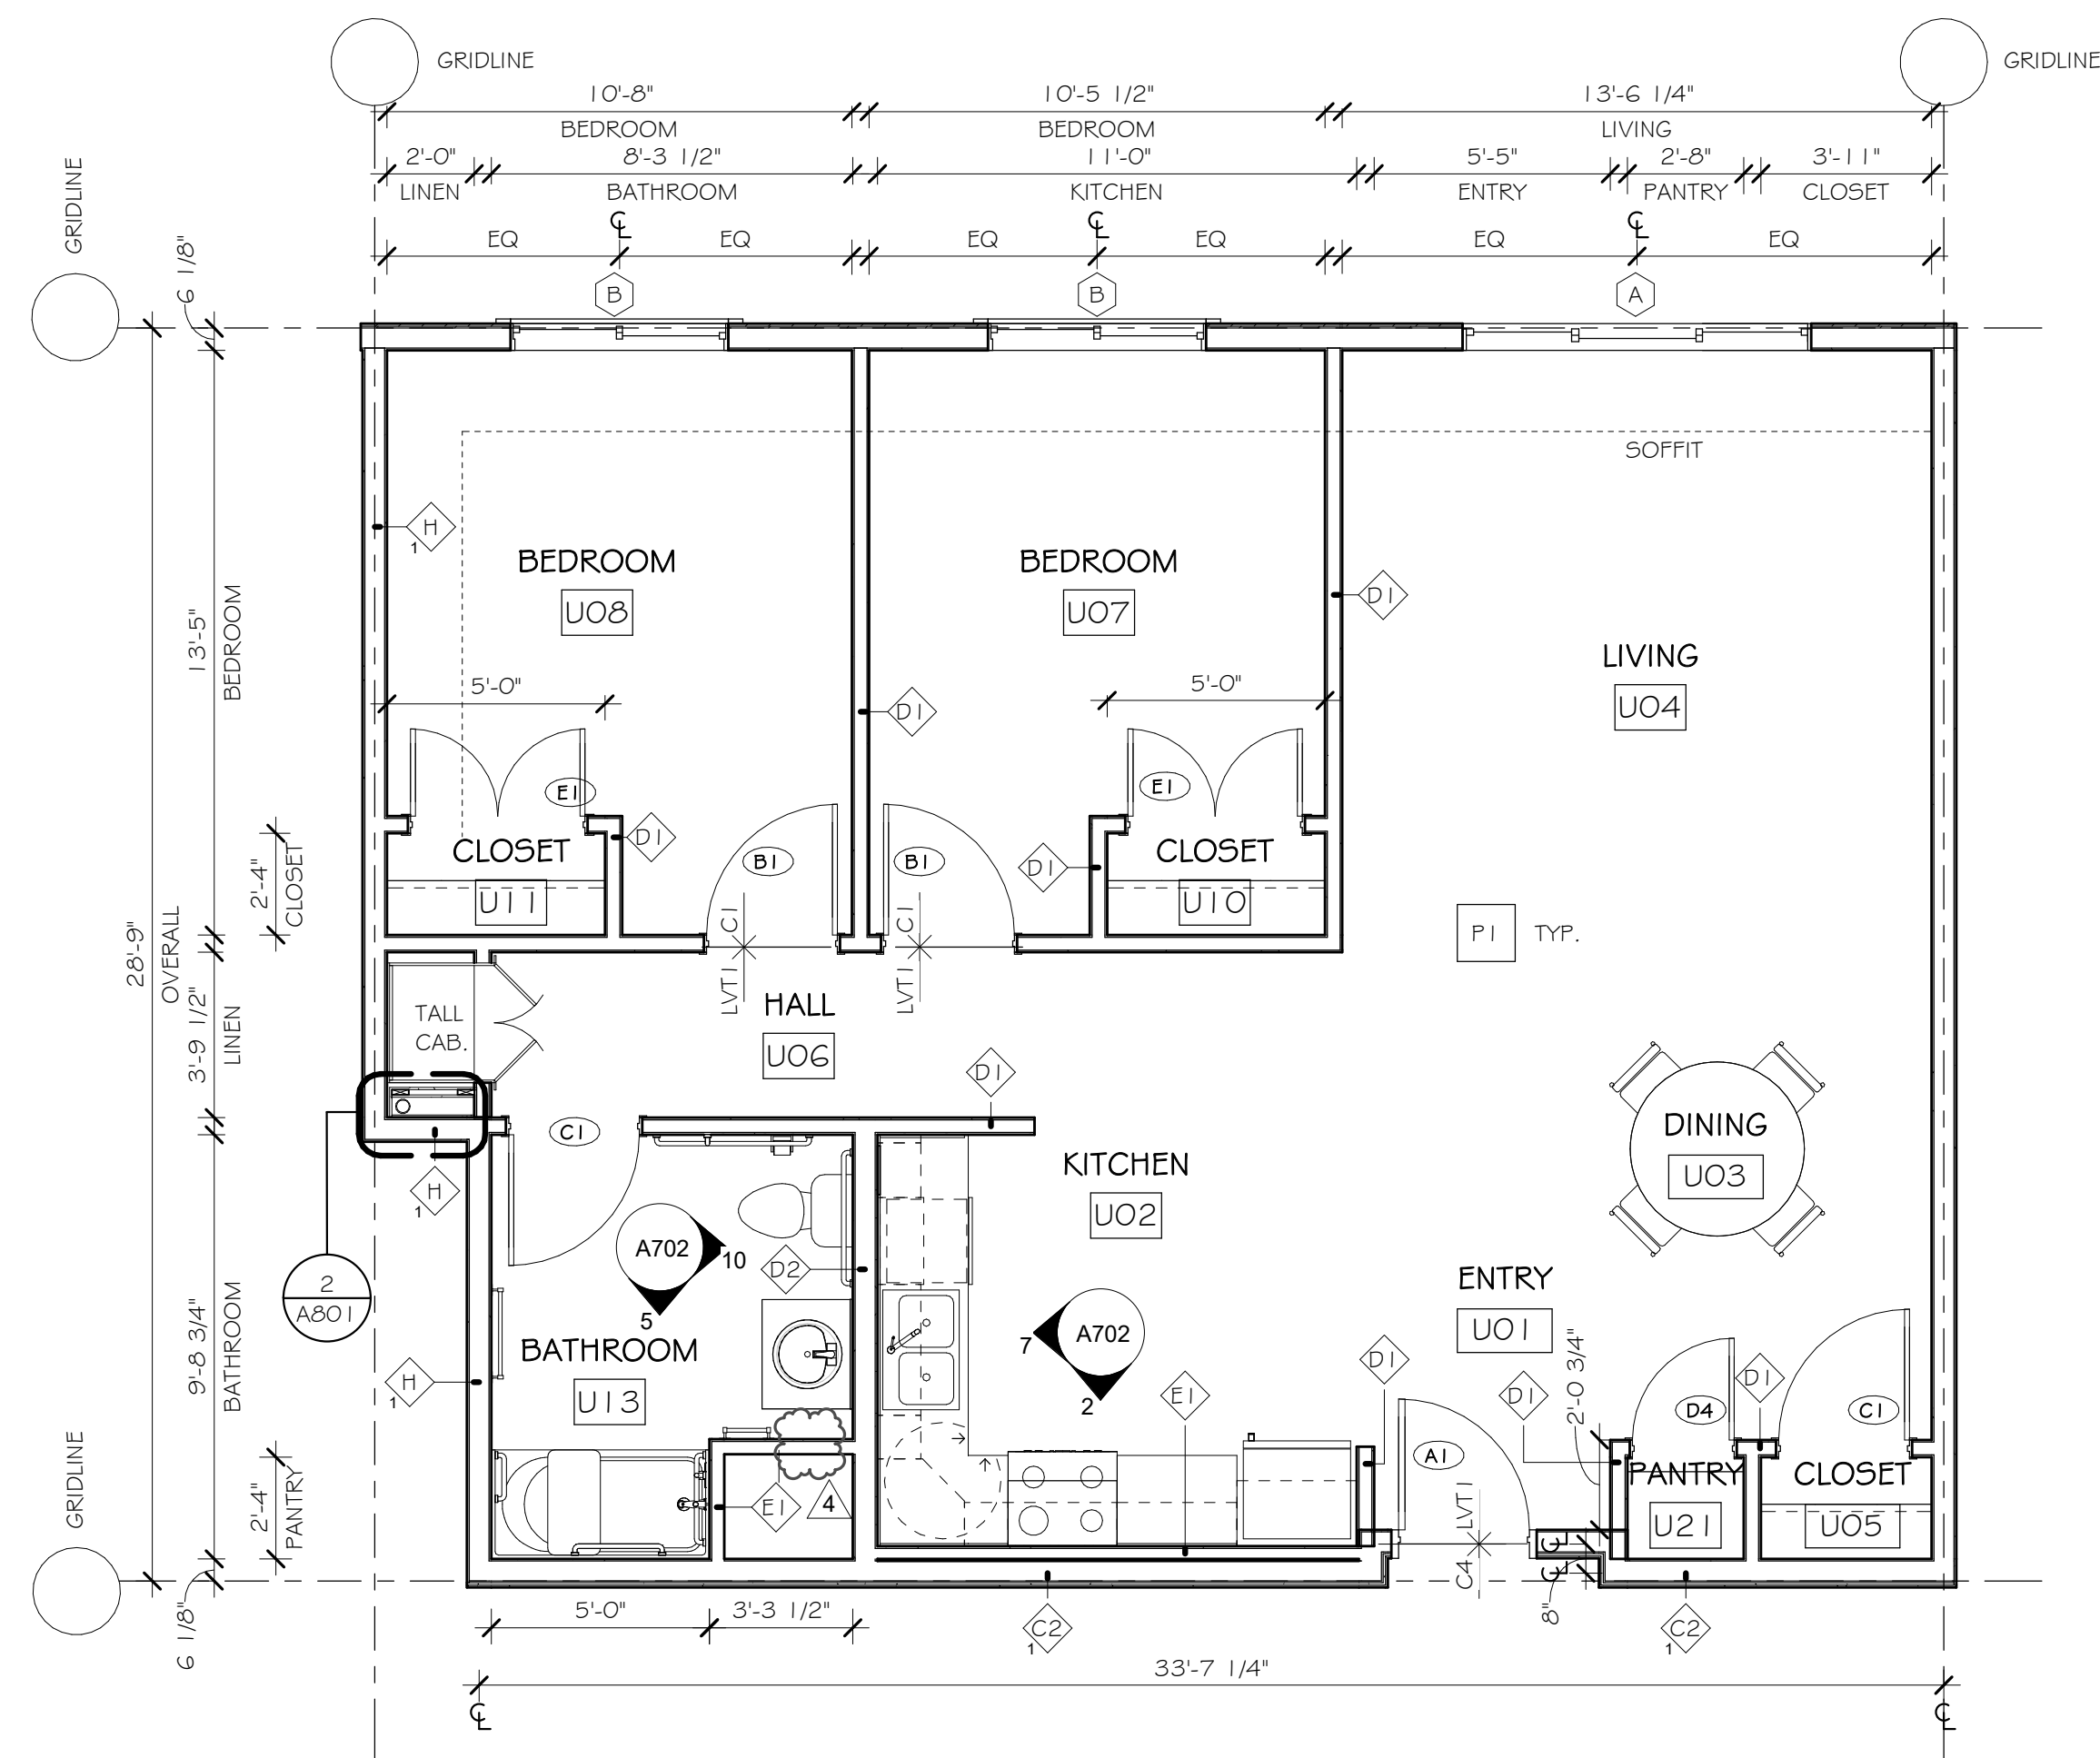 GRIDLINE
GRIDLINE
10'-8"
10'-5 1/2"
13'-6 1/4"
BEDROOM
BEDROOM
LIVING
2'-0"
8'-3 1/2"
11'-0"
5'-5"
2'-8"
3'-11"
LINEN
BATHROOM
KITCHEN
ENTRY
PANTRY
CLOSET
CL
CL
CL
EQ
EQ
EQ
EQ
EQ
EQ
GRIDLINE
6 1/8"
B
B
A
SOFFIT
H
1
BEDROOM
U08
BEDROOM
U07
D1
13'-5"
BEDROOM
LIVING
U04
5'-0"
5'-0"
D1
E1
E1
CLOSET
U11
D1
B1
B1
D1
CLOSET
U10
2'-4"
CLOSET
28'-9"
OVERALL
C1
LVT1
C1
LVT1
P1
TYP.
3'-9 1/2"
LINEN
TALL
CAB.
HALL
U06
D1
C1
H
1
DINING
U03
KITCHEN
U02
A702
10
5
D2
2
A801
ENTRY
U01
9'-8 3/4"
BATHROOM
BATHROOM
U13
H
1
7
A702
2
D1
E1
D1
2'-0 3/4"
D1
D4
C1
A1
PANTRY
U21
CLOSET
U05
GRIDLINE
2'-4"
PANTRY
E1
4
LVT1
C4
CL
CL
8"
6 1/8"
5'-0"
3'-3 1/2"
C2
1
C2
1
33'-7 1/4"
CL
CL